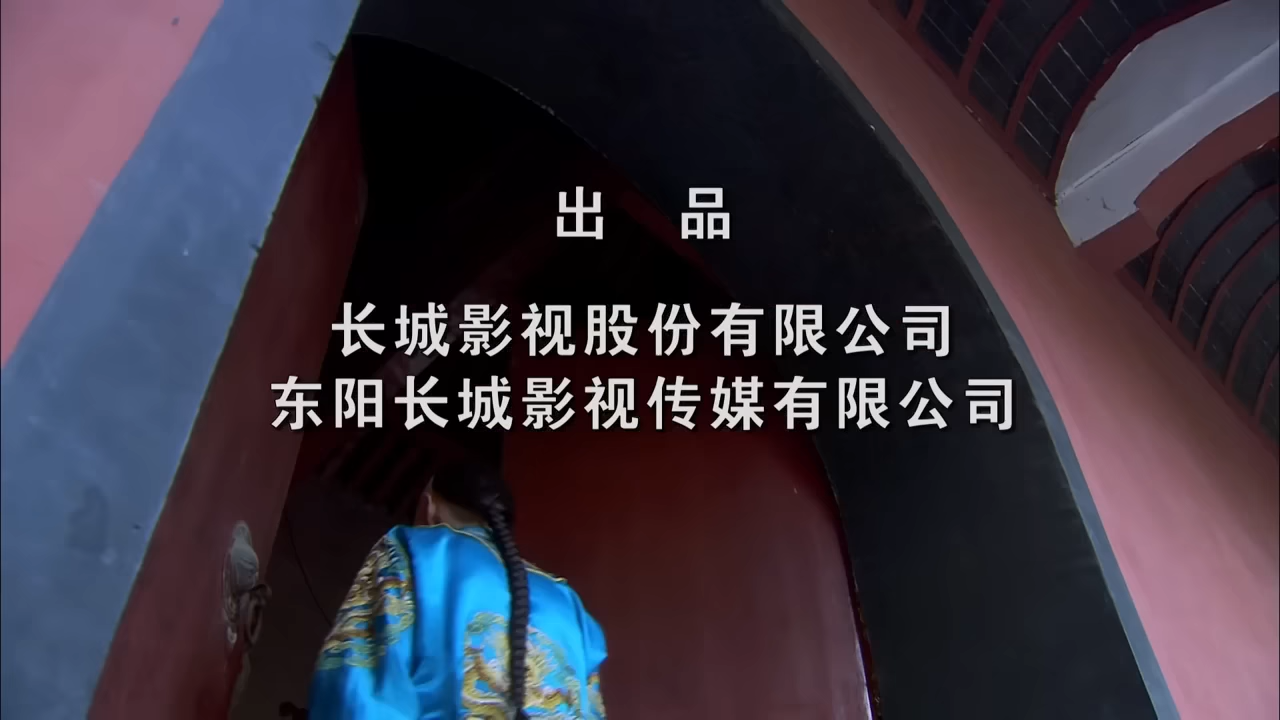 出 品
长城影视股份有限公司
东阳长城影视传媒有限公司